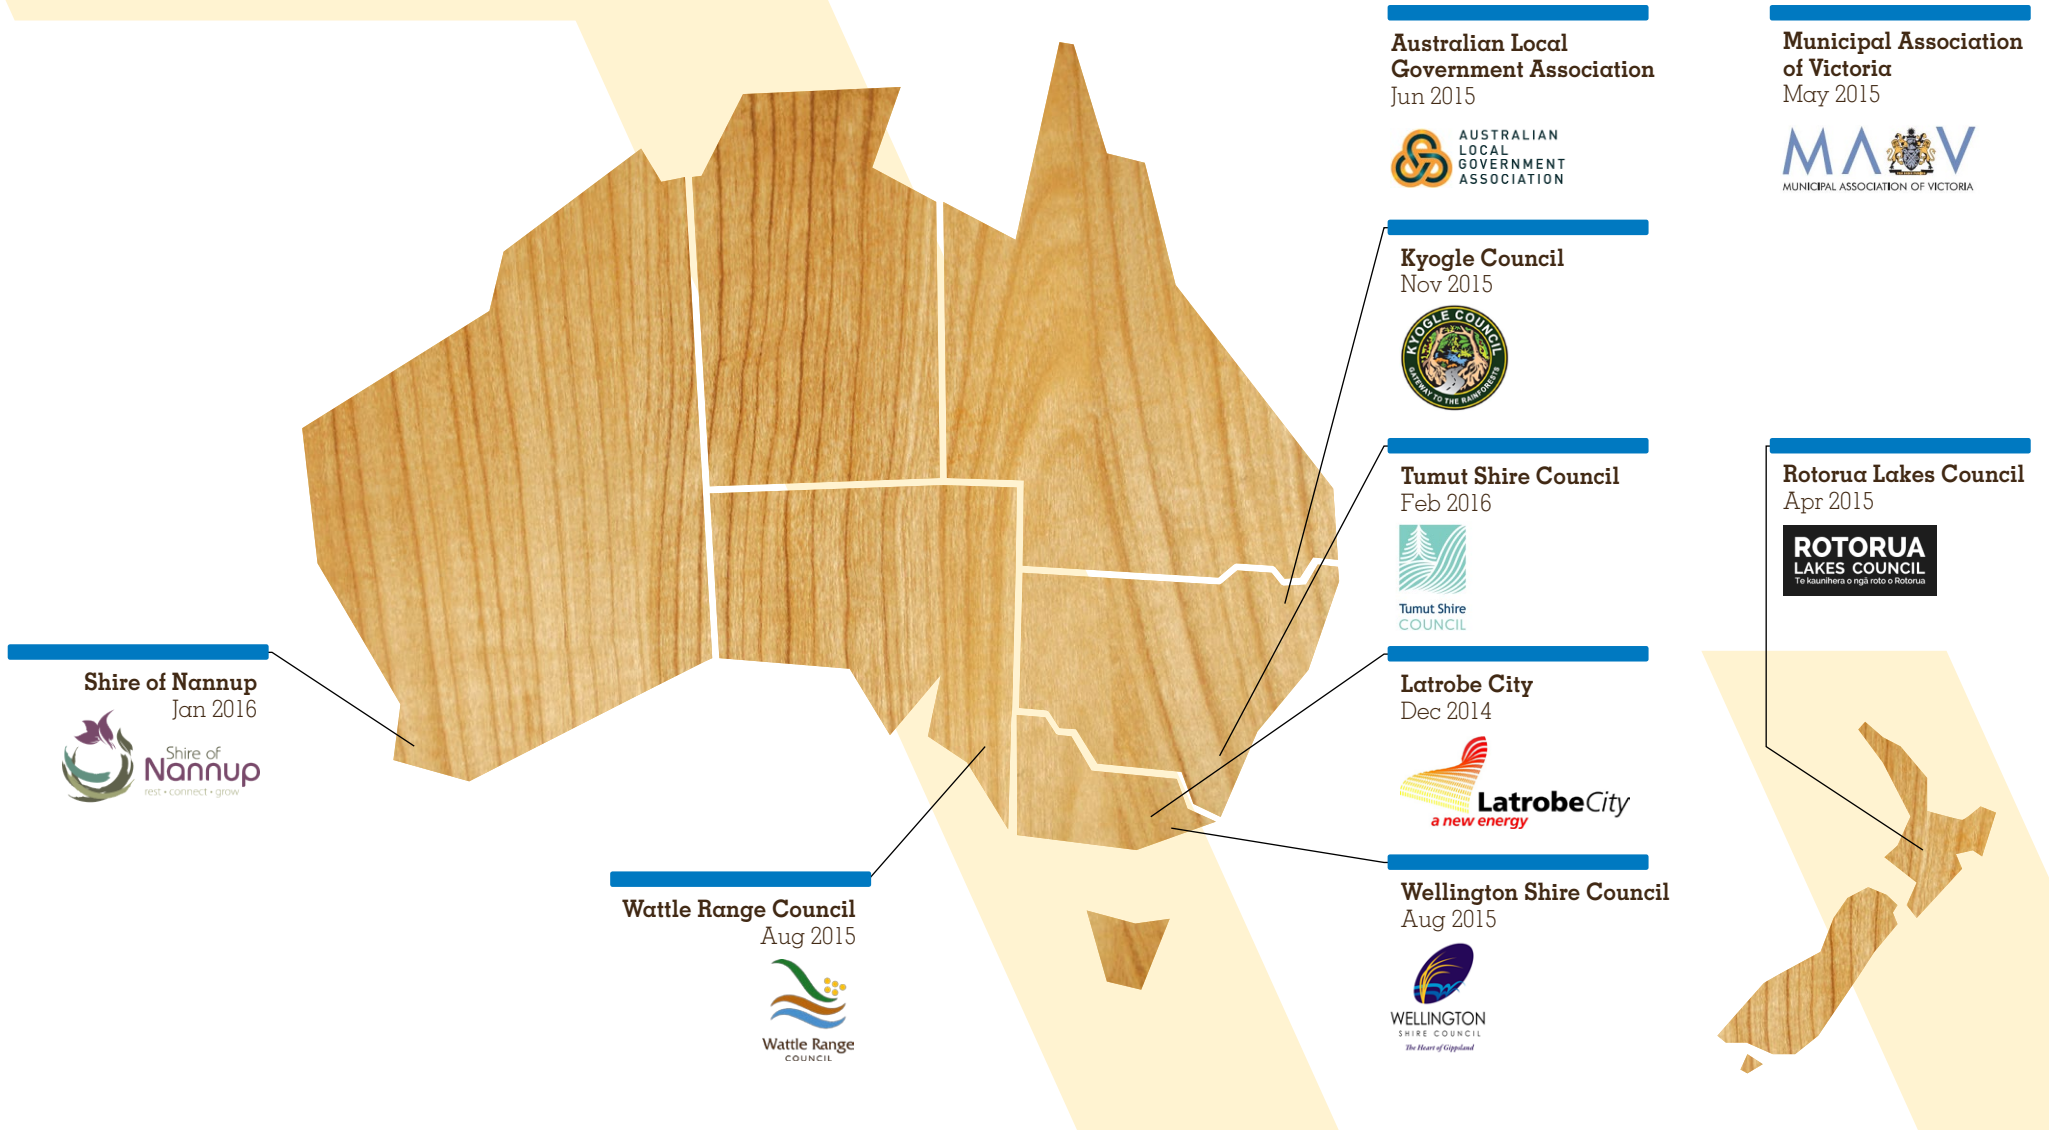 Australian Local
Government Association
Jun 2015
AUSTRALIAN
LOCAL
GOVERNMENT
ASSOCIATION
Municipal Association
of Victoria
May 2015
MAV
MUNICIPAL ASSOCIATION OF VICTORIA
Kyogle Council
Nov 2015
KYOGLE COUNCIL
GATEWAY TO THE RAINFORESTS
Tumut Shire Council
Feb 2016
Tumut Shire
COUNCIL
Rotorua Lakes Council
Apr 2015
ROTORUA
LAKES COUNCIL
Te kaunihera o ngā roto o Rotorua
Shire of Nannup
Jan 2016
Shire of
Nannup
rest • connect • grow
Latrobe City
Dec 2014
LatrobeCity
a new energy
Wattle Range Council
Aug 2015
Wattle Range
COUNCIL
Wellington Shire Council
Aug 2015
WELLINGTON
SHIRE COUNCIL
The Heart of Gippsland